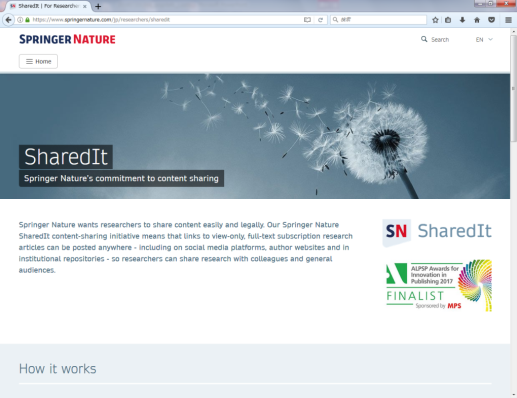 SharedIt | For Researchers
https://www.springernature.com/jp/researchers/sharedit
SPRINGER NATURE
Search
EN
Home
SharedIt
Springer Nature's commitment to content sharing
Springer Nature wants researchers to share content easily and legally. Our Springer Nature
SharedIt content-sharing initiative means that links to view-only, full-text subscription research
articles can be posted anywhere - including on social media platforms, author websites and in
institutional repositories - so researchers can share research with colleagues and general
audiences.
SN SharedIt
ALPSP Awards for
Innovation in
Publishing 2017
FINALIST
Sponsored by MPS
How it works